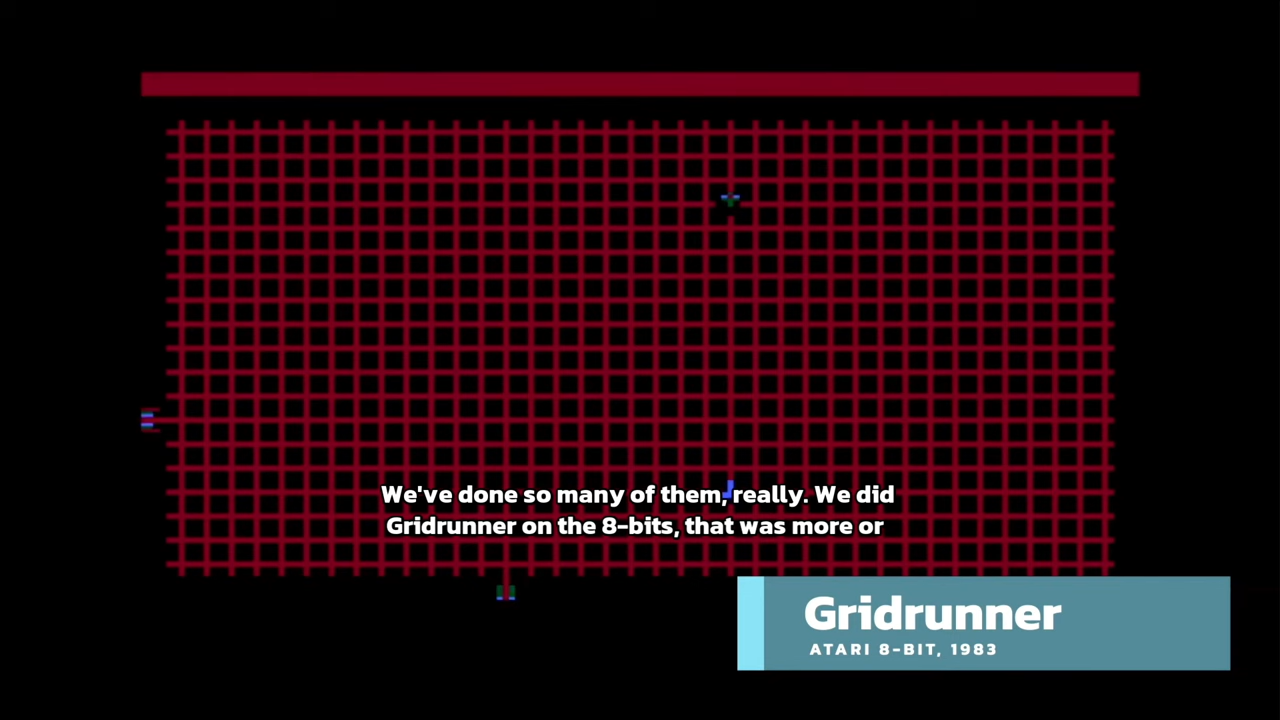 We've done so many of them, really. We did
Gridrunner on the 8-bits, that was more or
Gridrunner
ATARI 8-BIT, 1983